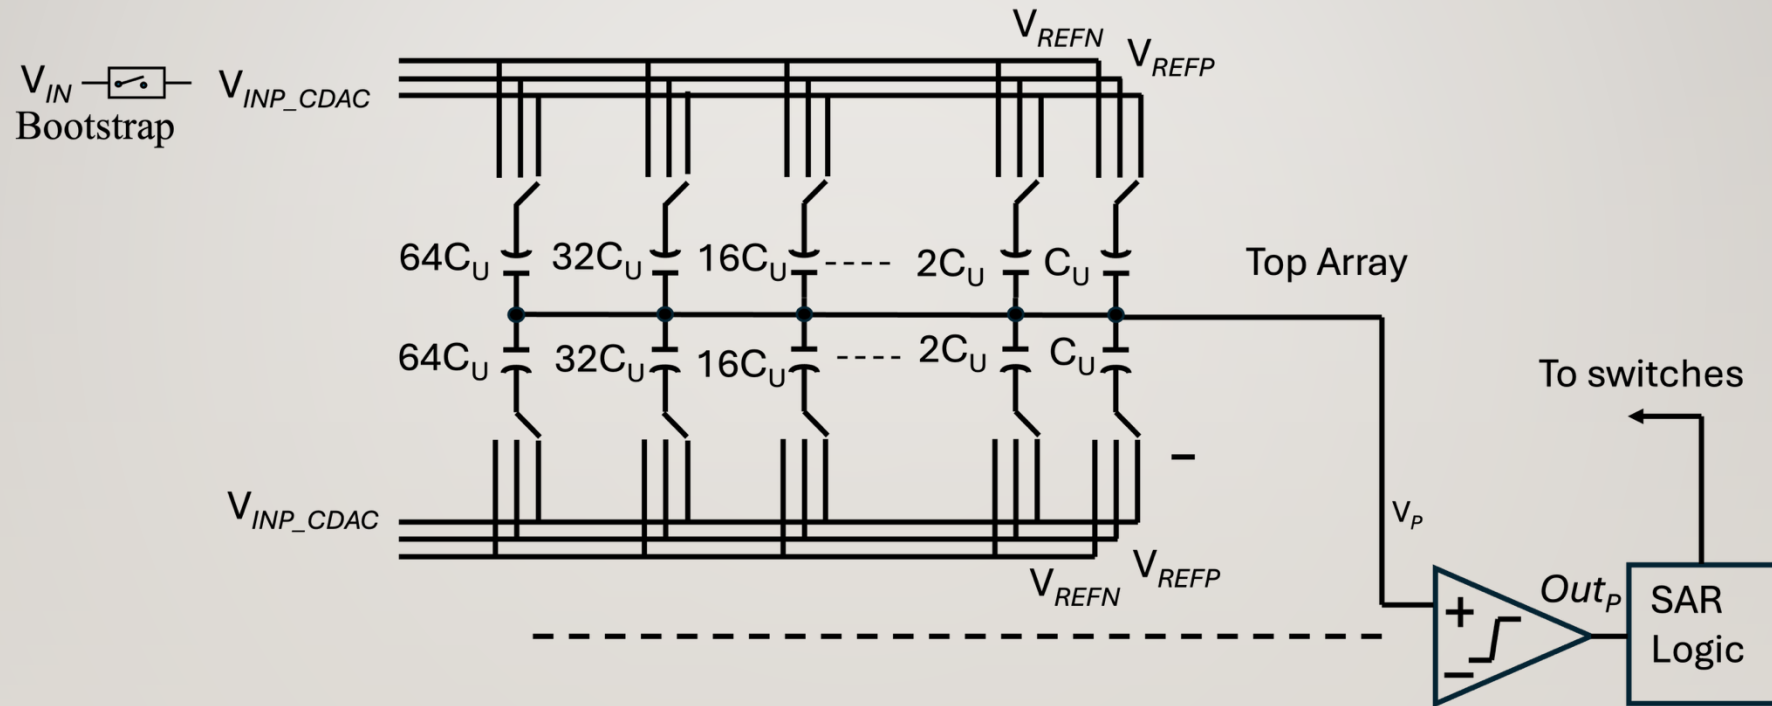 V_REFN
V_REFP
V_IN
V_INP_CDAC
Bootstrap
64C_U 32C_U 16C_U ---- 2C_U C_U
Top Array
64C_U 32C_U 16C_U ---- 2C_U C_U
To switches
–
V_INP_CDAC
V_P
V_REFP
V_REFN
Out_P
+
–
SAR
Logic